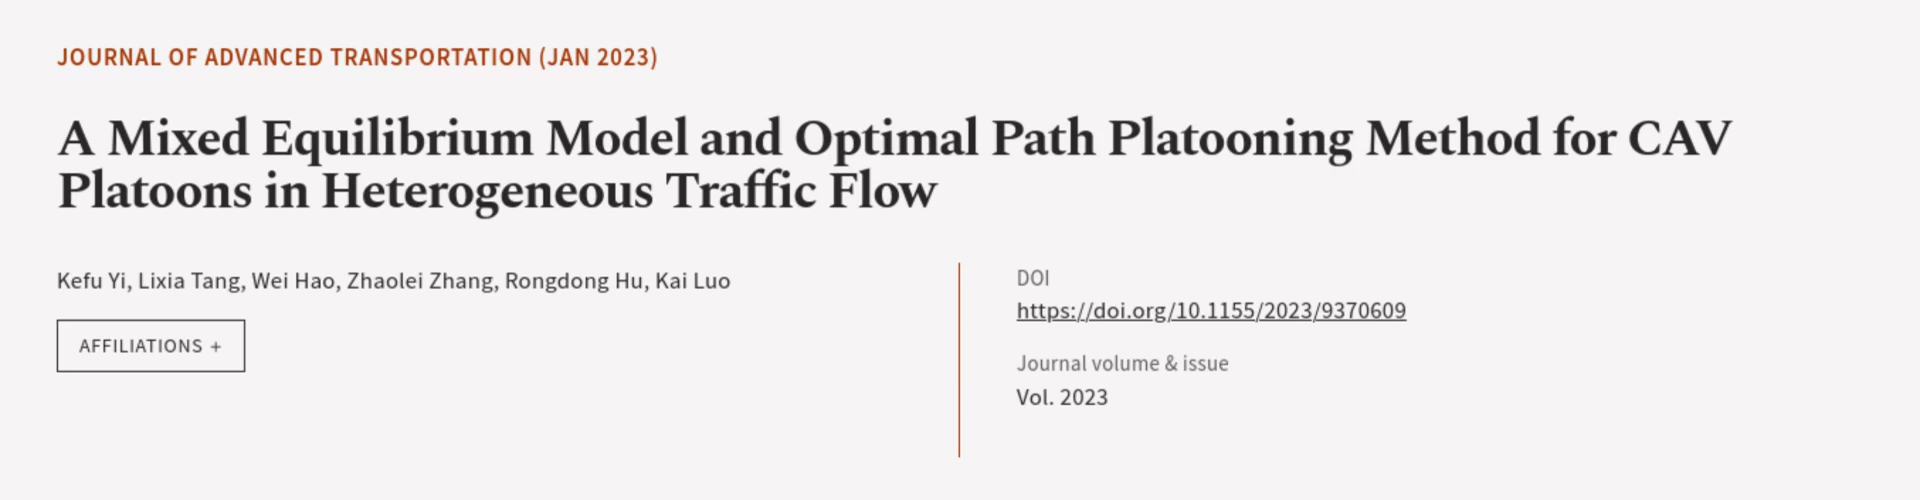 JOURNAL OF ADVANCED TRANSPORTATION (JAN 2023)
A Mixed Equilibrium Model and Optimal Path Platooning Method for CAV
Platoons in Heterogeneous Traffic Flow
Kefu Yi, Lixia Tang, Wei Hao, Zhaolei Zhang, Rongdong Hu, Kai Luo
AFFILIATIONS +
DOI
https://doi.org/10.1155/2023/9370609
Journal volume & issue
Vol. 2023